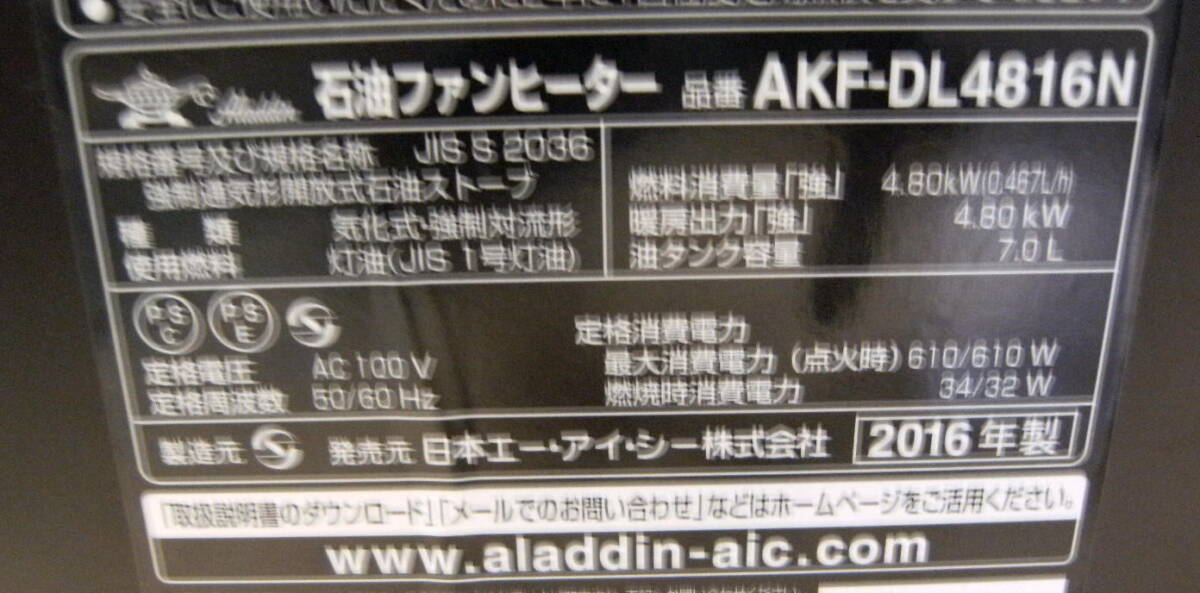 Aladdin 石油ファンヒーター 品番 AKF-DL4816N
規格番号及び規格名称 JIS S 2036
強制通気形開放式石油ストーブ
種類 気化式・強制対流形
使用燃料 灯油(JIS 1号灯油)
燃料消費量「強」 4.80kW(0.467L/h)
暖房出力「強」 4.80 kW
油タンク容量 7.0 L
PSC PSE
定格電圧 AC 100 V
定格周波数 50/60 Hz
定格消費電力
最大消費電力 (点火時) 610/610 W
燃焼時消費電力 34/32 W
製造元 発売元 日本エー・アイ・シー株式会社 2016 年製
「取扱説明書のダウンロード」「メールでのお問い合わせ」などはホームページをご活用ください。
www.aladdin-aic.com